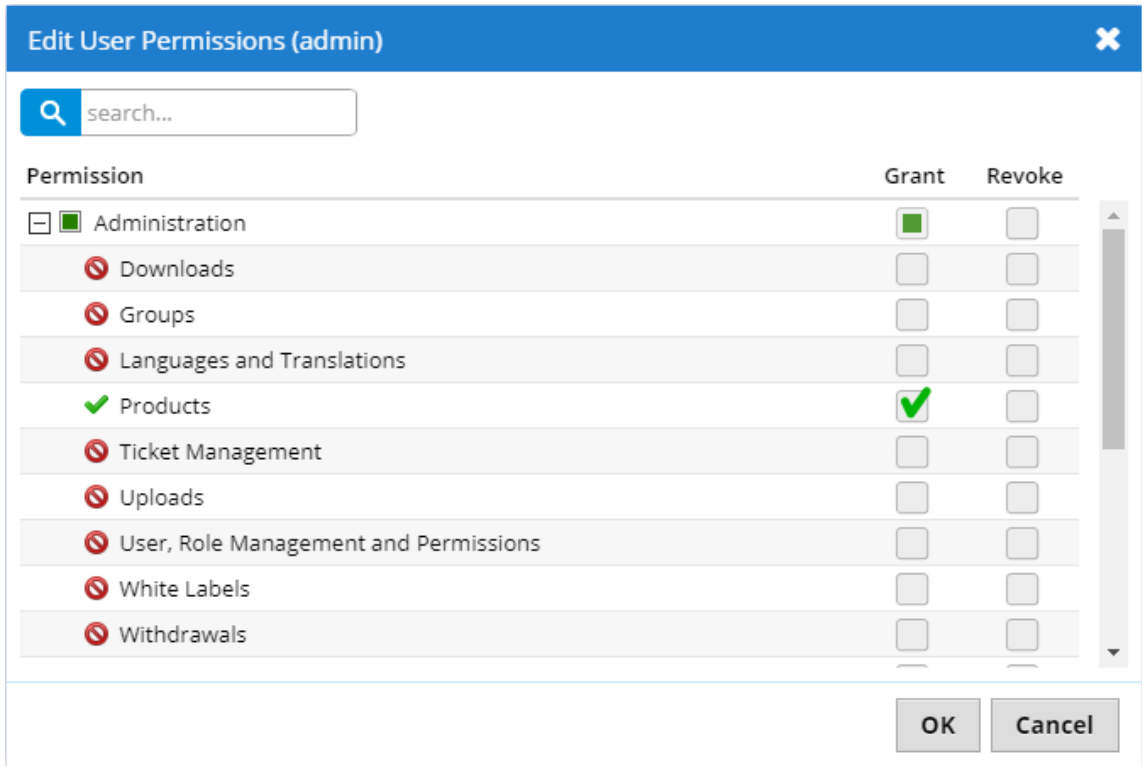 Edit User Permissions (admin)
search...
Permission Grant Revoke
Administration
Downloads
Groups
Languages and Translations
Products
Ticket Management
Uploads
User, Role Management and Permissions
White Labels
Withdrawals
OK Cancel